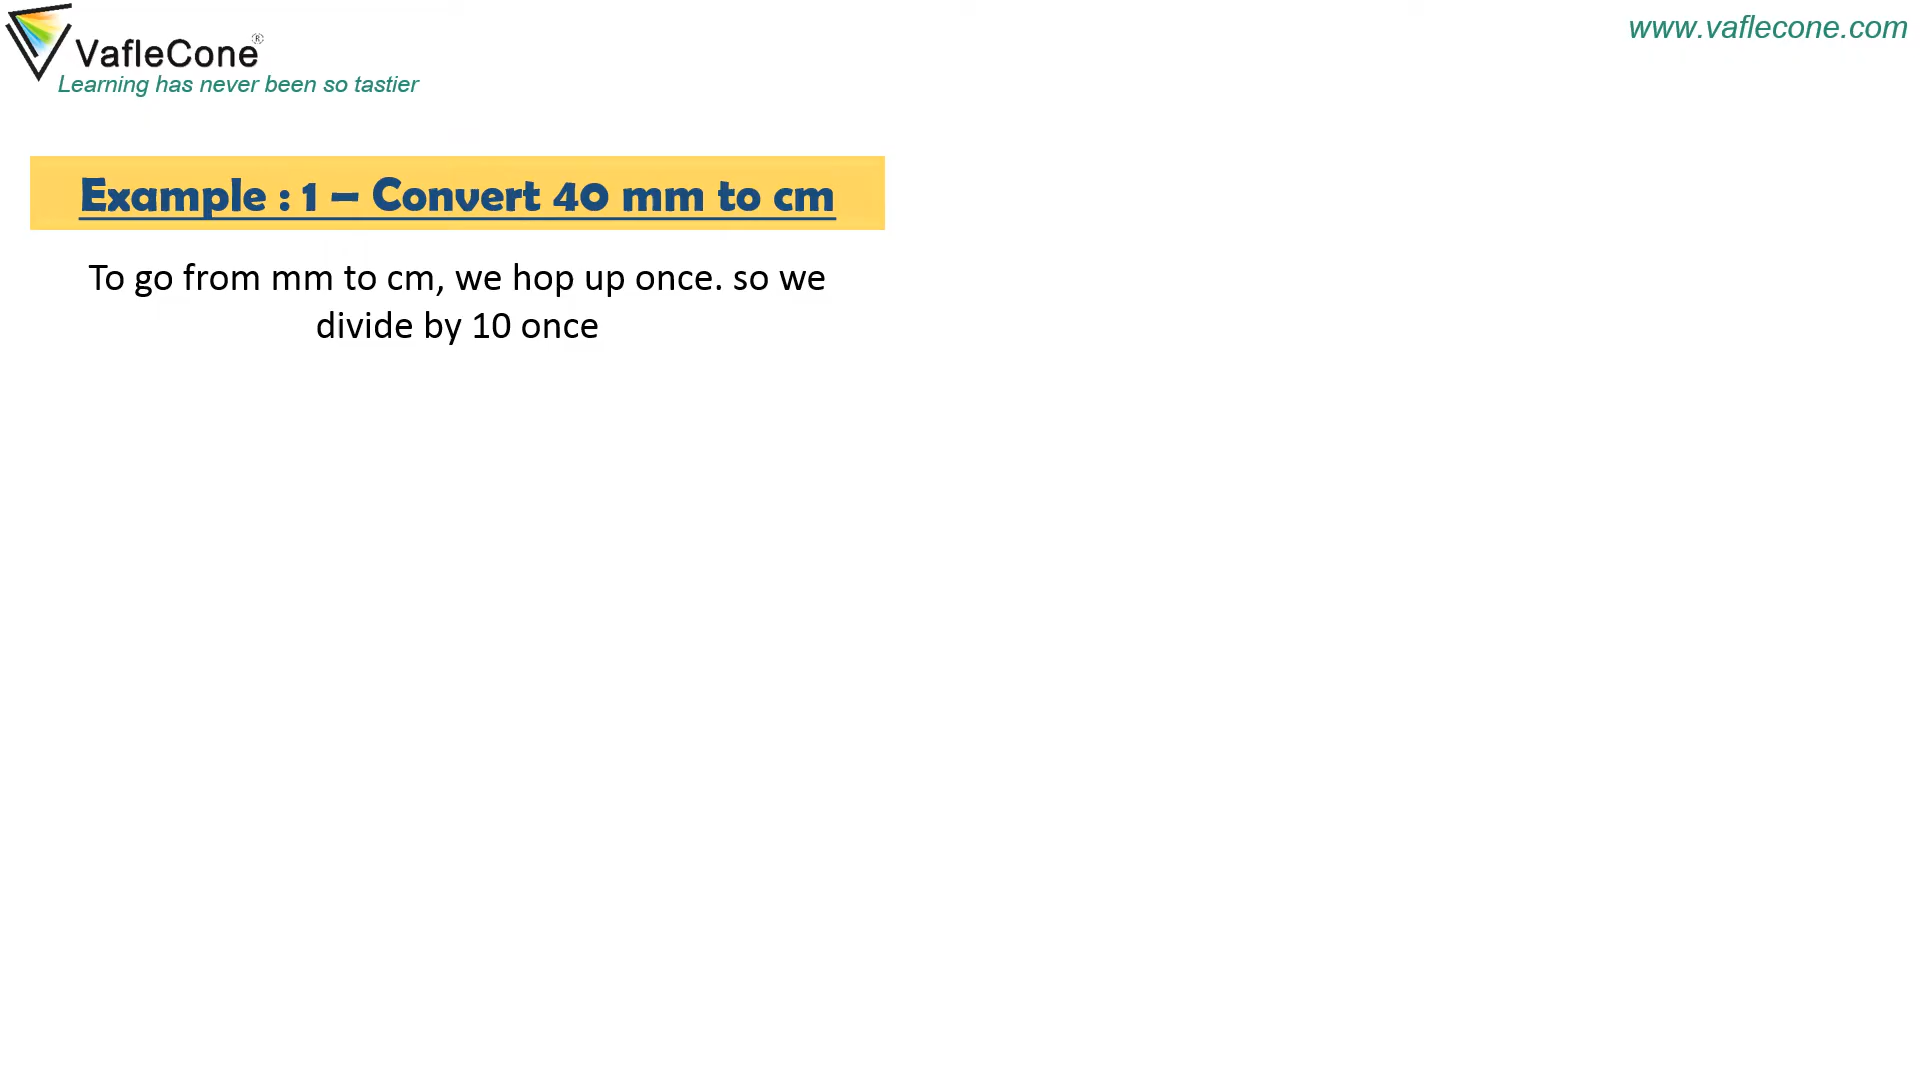 VafleCone®
Learning has never been so tastier
www.vaflecone.com
Example : 1 – Convert 40 mm to cm
To go from mm to cm, we hop up once. so we
divide by 10 once